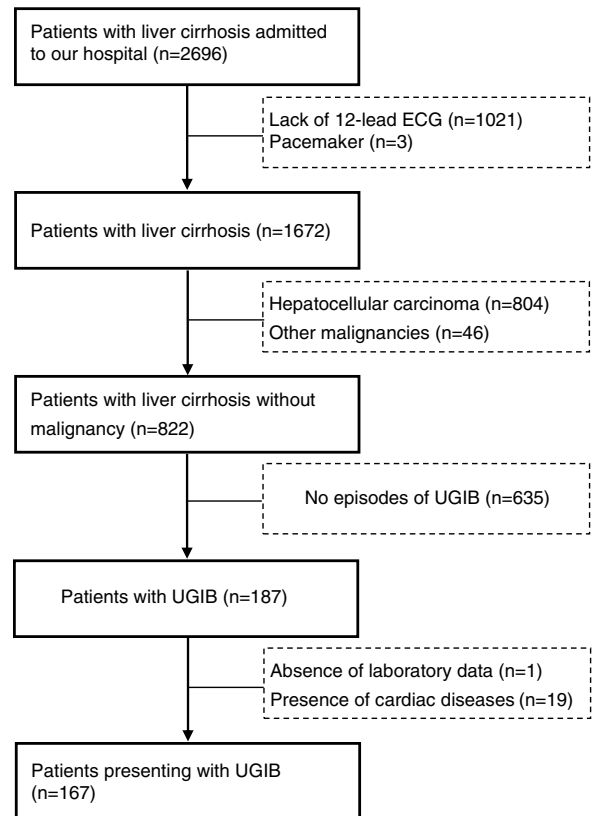 Patients with liver cirrhosis admitted
to our hospital (n=2696)
Lack of 12-lead ECG (n=1021)
Pacemaker (n=3)
Patients with liver cirrhosis (n=1672)
Hepatocellular carcinoma (n=804)
Other malignancies (n=46)
Patients with liver cirrhosis without
malignancy (n=822)
No episodes of UGIB (n=635)
Patients with UGIB (n=187)
Absence of laboratory data (n=1)
Presence of cardiac diseases (n=19)
Patients presenting with UGIB
(n=167)